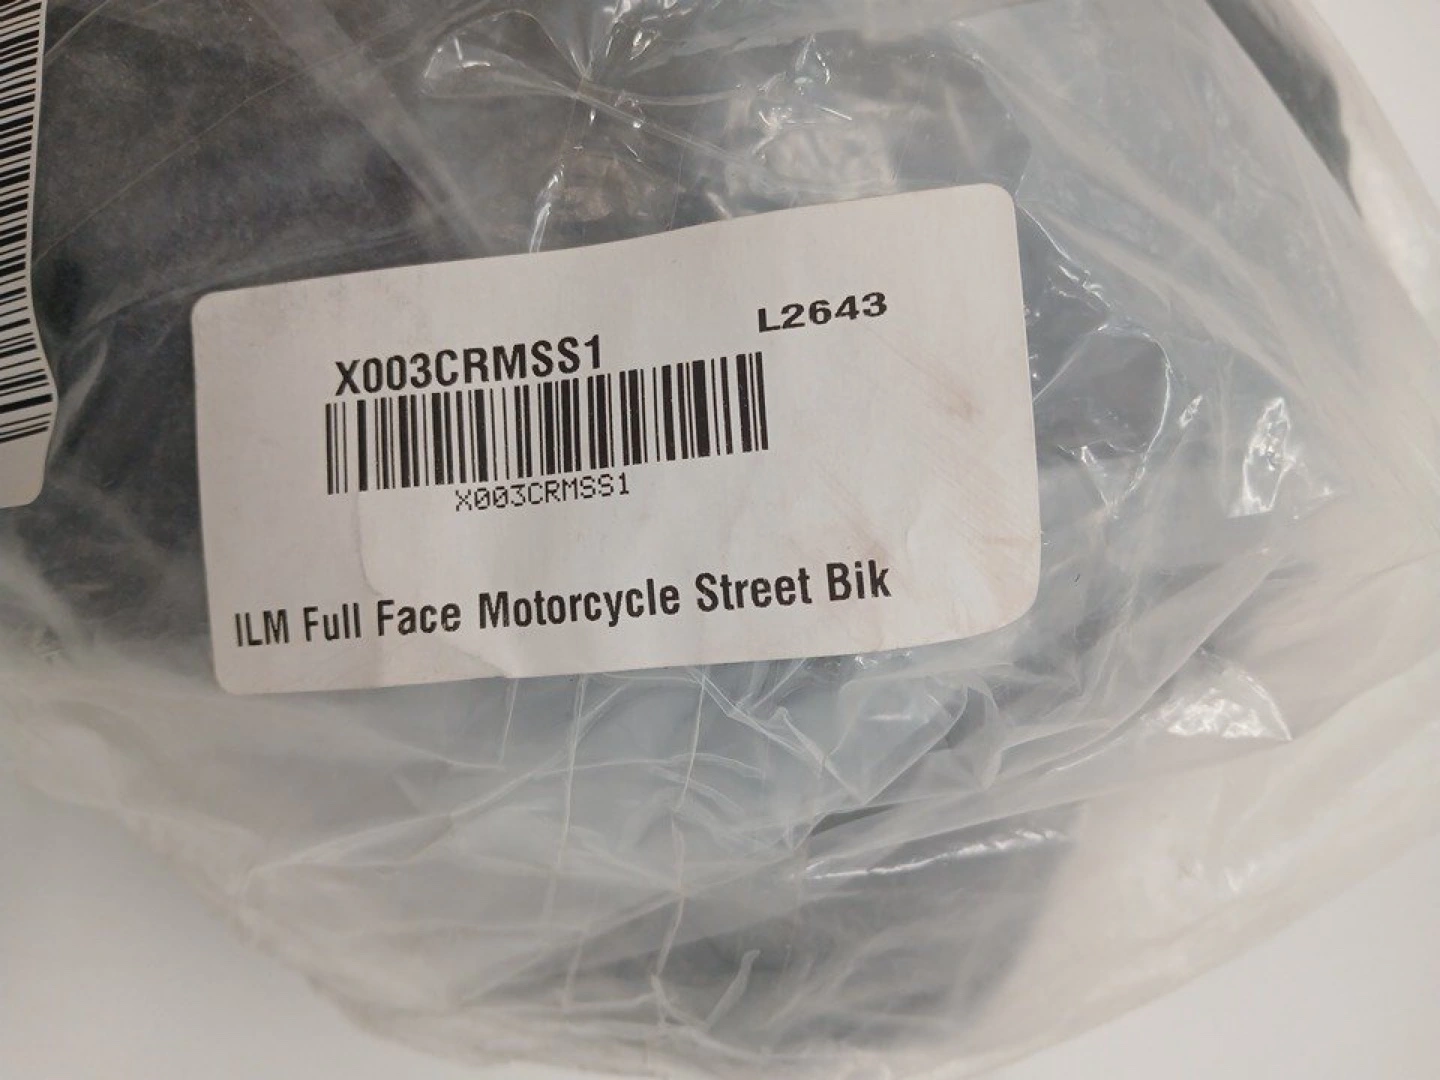 L2643
X003CRMSS1
X003CRMSS1
ILM Full Face Motorcycle Street Bik